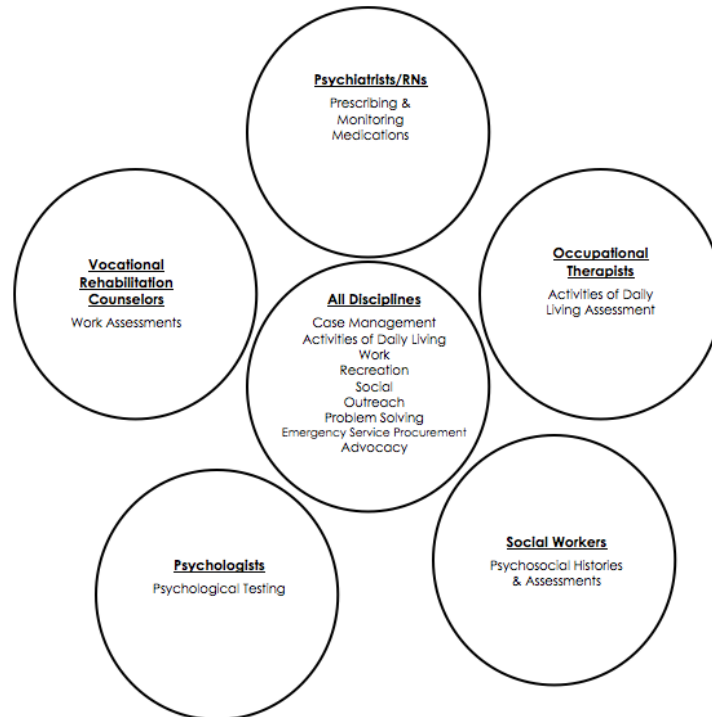 Psychiatrists/RNs
Prescribing &
Monitoring
Medications
Vocational
Rehabilitation
Counselors
Work Assessments
Occupational
Therapists
Activities of Daily
Living Assessment
All Disciplines
Case Management
Activities of Daily Living
Work
Recreation
Social
Outreach
Problem Solving
Emergency Service Procurement
Advocacy
Psychologists
Psychological Testing
Social Workers
Psychosocial Histories
& Assessments